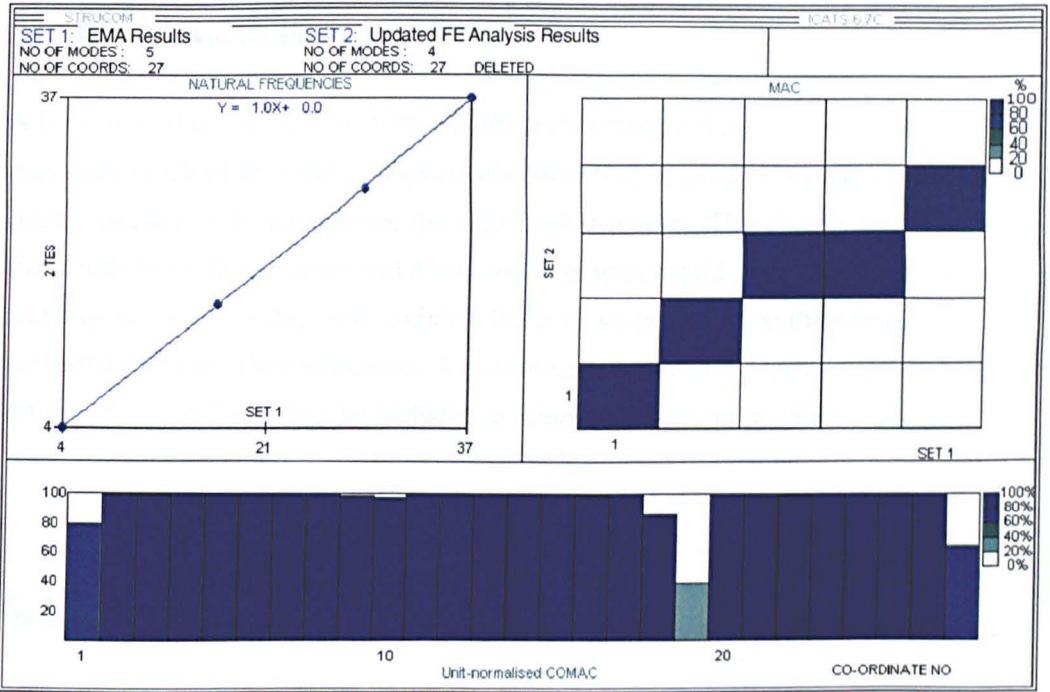 STRUCOM ICATS 6.7C
SET 1: EMA Results SET 2: Updated FE Analysis Results
NO OF MODES : 5 NO OF MODES : 4
NO OF COORDS: 27 NO OF COORDS: 27 DELETED
NATURAL FREQUENCIES
37
Y = 1.0X+ 0.0
2 TES
4
SET 1
4 21 37
MAC
%
100
80
60
40
20
0
SET 2
1
1
SET 1
100
80
60
40
20
100%
80%
60%
40%
20%
0%
1 10 20
Unit-normalised COMAC CO-ORDINATE NO